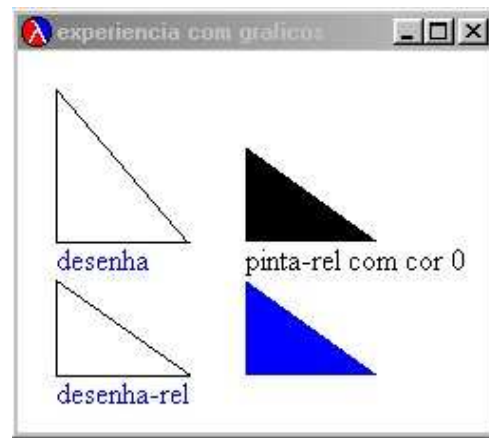 experiencia com graficos
desenha
pinta-rel com cor 0
desenha-rel